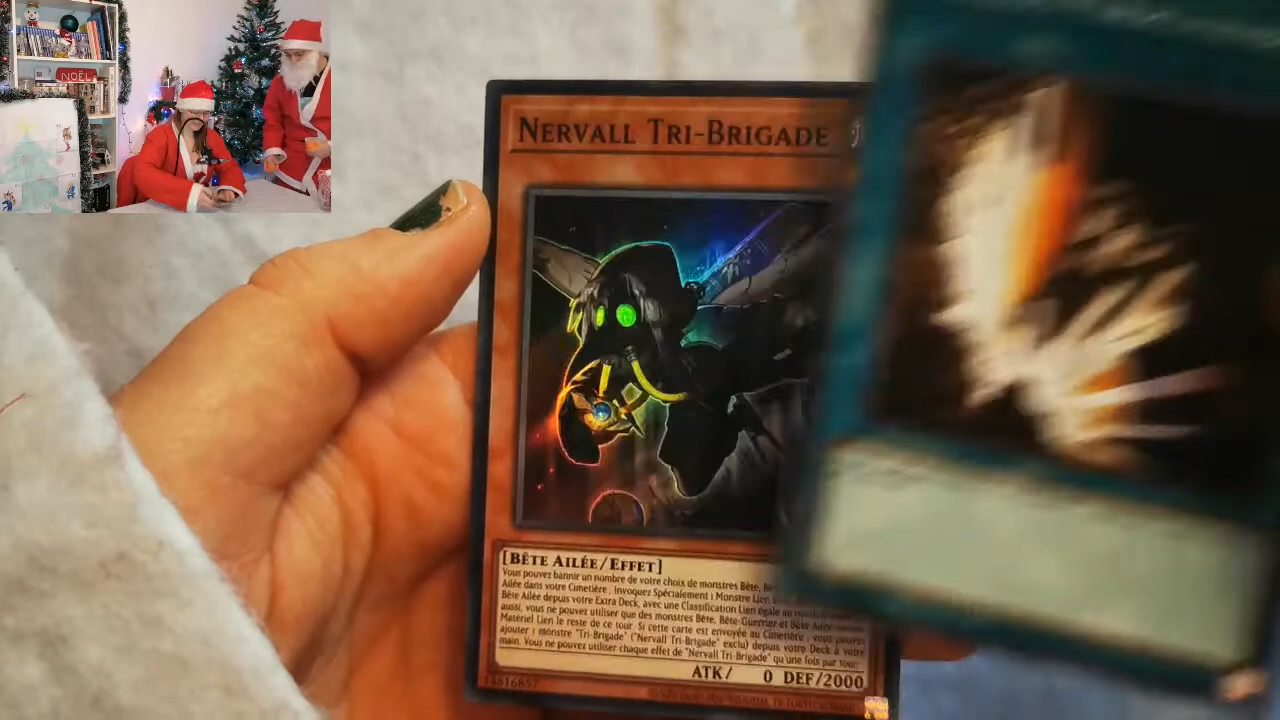 NOËL
NERVALL TRI-BRIGADE
[BÊTE AILÉE/EFFET]
Vous pouvez bannir un nombre de votre choix de monstres Bête,
Ailée dans votre Cimetière ; Invoquez Spécialement 1 Monstre Lien
Bête Ailée depuis votre Extra Deck, avec une Classification Lien égale au
aussi, vous ne pouvez utiliser que des monstres Bête, Bête-Guerrier et Bête Ailée
Matériel Lien le reste de ce tour. Si cette carte est envoyée au Cimetière : vous pouvez
ajouter 1 monstre "Tri-Brigade" ("Nervall Tri-Brigade" exclu) depuis votre Deck à votre
main. Vous ne pouvez utiliser chaque effet de "Nervall Tri-Brigade" qu'une fois par tour.
ATK/ 0 DEF/2000
14816857